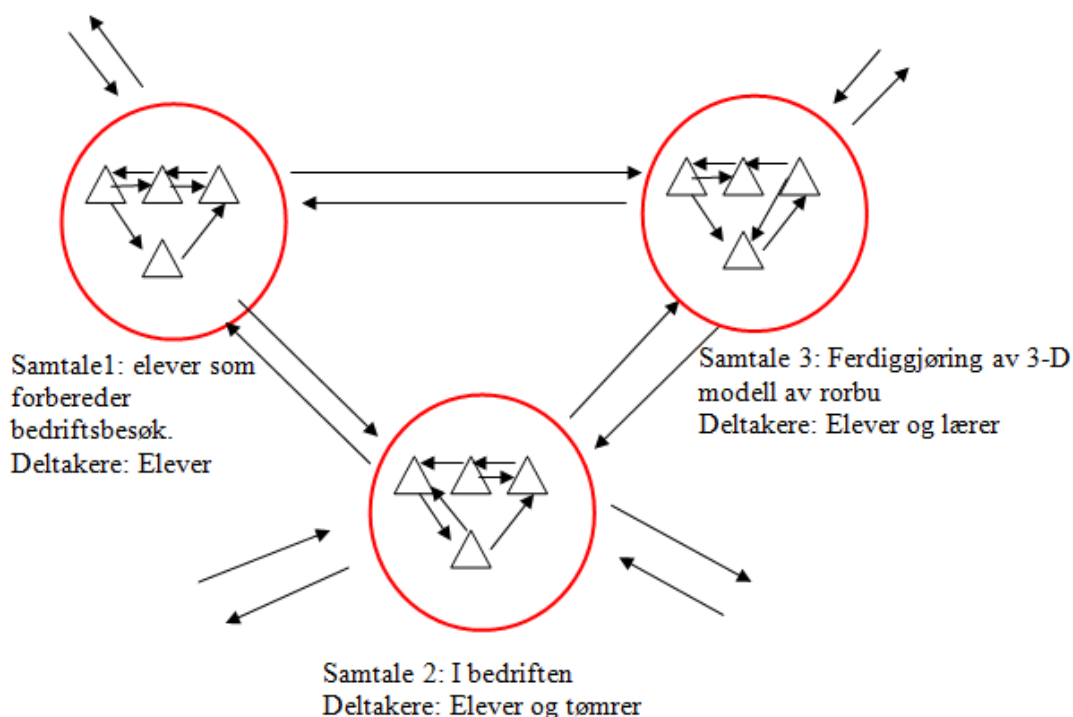 Samtale1: elever som
forbereder
bedriftsbesøk.
Deltakere: Elever
Samtale 3: Ferdiggjøring av 3-D
modell av rorbu
Deltakere: Elever og lærer
Samtale 2: I bedriften
Deltakere: Elever og tømrer